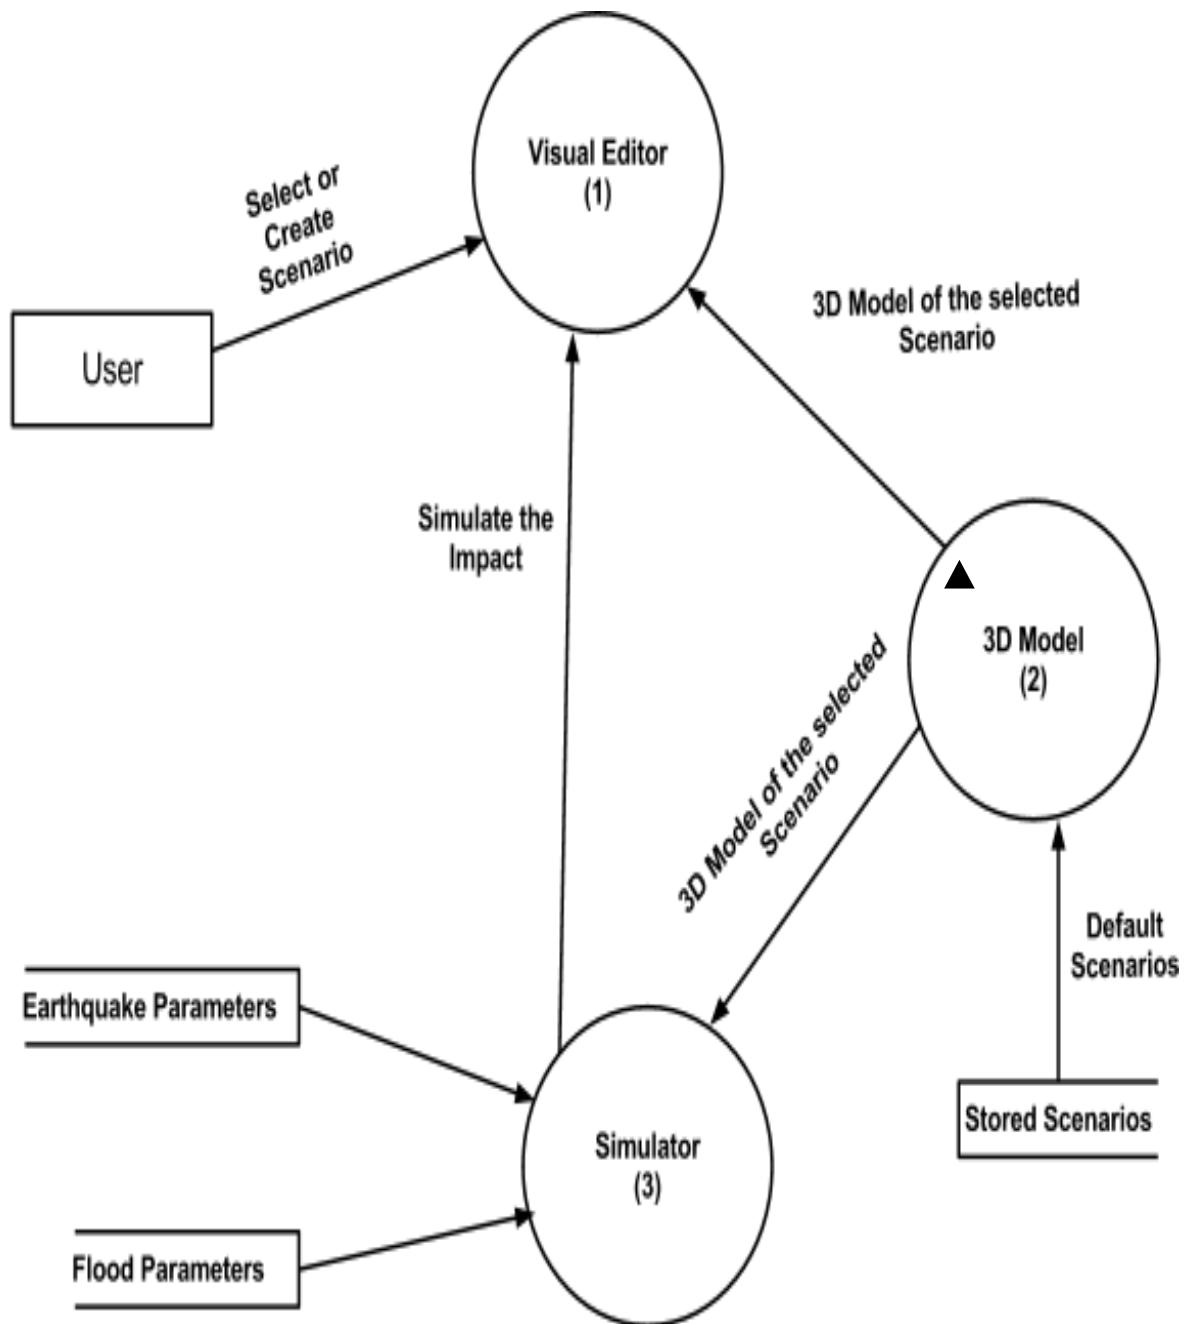 Visual Editor
(1)
Select or
Create
Scenario
3D Model of the selected
Scenario
User
Simulate the
Impact
3D Model
(2)
3D Model of the selected
Scenario
Default
Scenarios
Earthquake Parameters
Stored Scenarios
Simulator
(3)
Flood Parameters